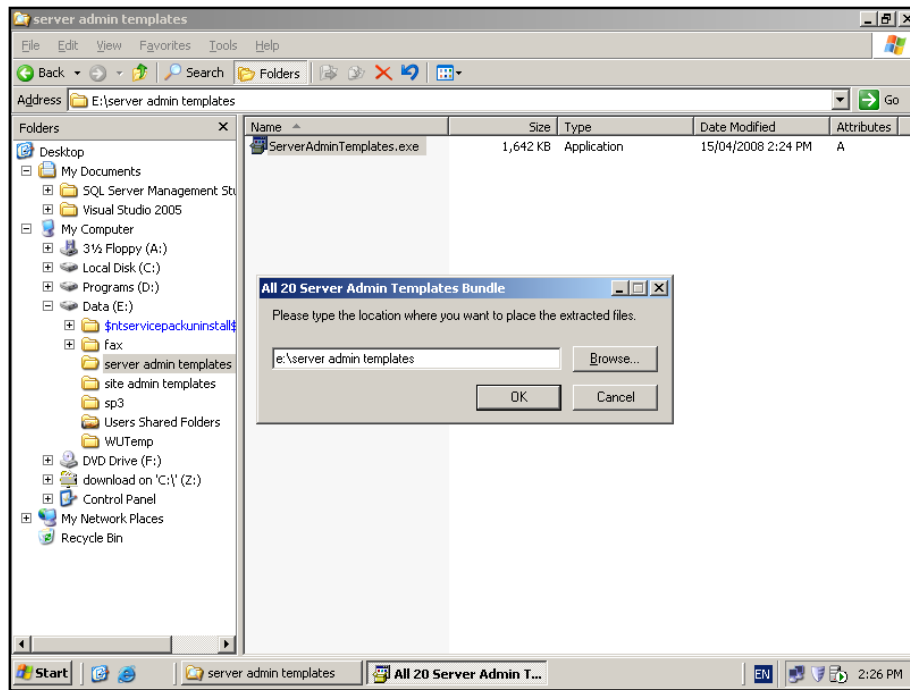 server admin templates
File Edit View Favorites Tools Help
Back Search Folders
Address E:\server admin templates Go
Folders Name Size Type Date Modified Attributes
Desktop ServerAdminTemplates.exe 1,642 KB Application 15/04/2008 2:24 PM A
My Documents
SQL Server Management Stu
Visual Studio 2005
My Computer
3½ Floppy (A:)
Local Disk (C:)
Programs (D:)
Data (E:)
$ntservicepackuninstall$
fax
server admin templates
site admin templates
sp3
Users Shared Folders
WUTemp
DVD Drive (F:)
download on 'C:\' (Z:)
Control Panel
My Network Places
Recycle Bin
All 20 Server Admin Templates Bundle
Please type the location where you want to place the extracted files.
e:\server admin templates Browse...
OK Cancel
Start server admin templates All 20 Server Admin T... EN 2:26 PM